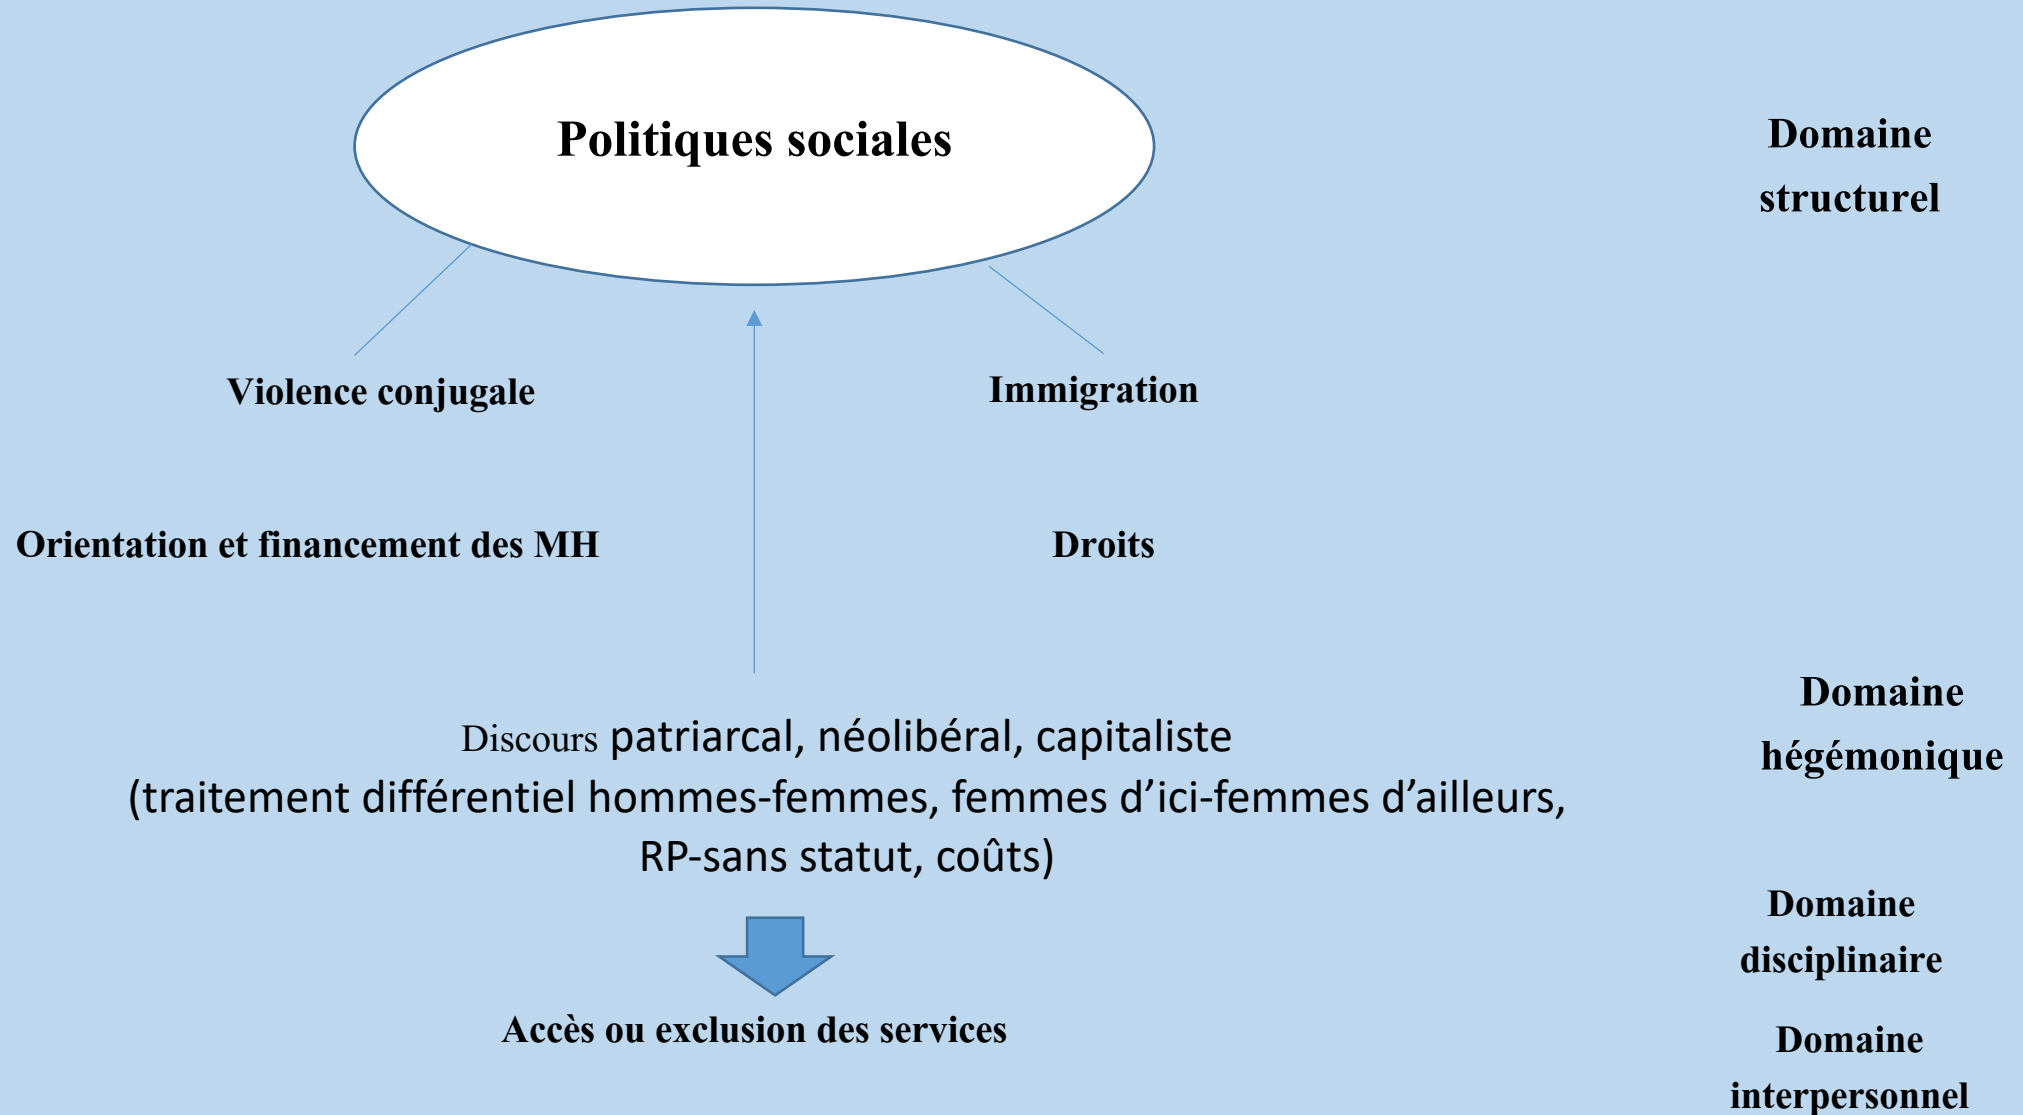 Politiques sociales
Domaine
structurel
Violence conjugale
Immigration
Orientation et financement des MH
Droits
Discours patriarcal, néolibéral, capitaliste
(traitement différentiel hommes-femmes, femmes d’ici-femmes d’ailleurs,
RP-sans statut, coûts)
Domaine
hégémonique
Domaine
disciplinaire
Accès ou exclusion des services
Domaine
interpersonnel